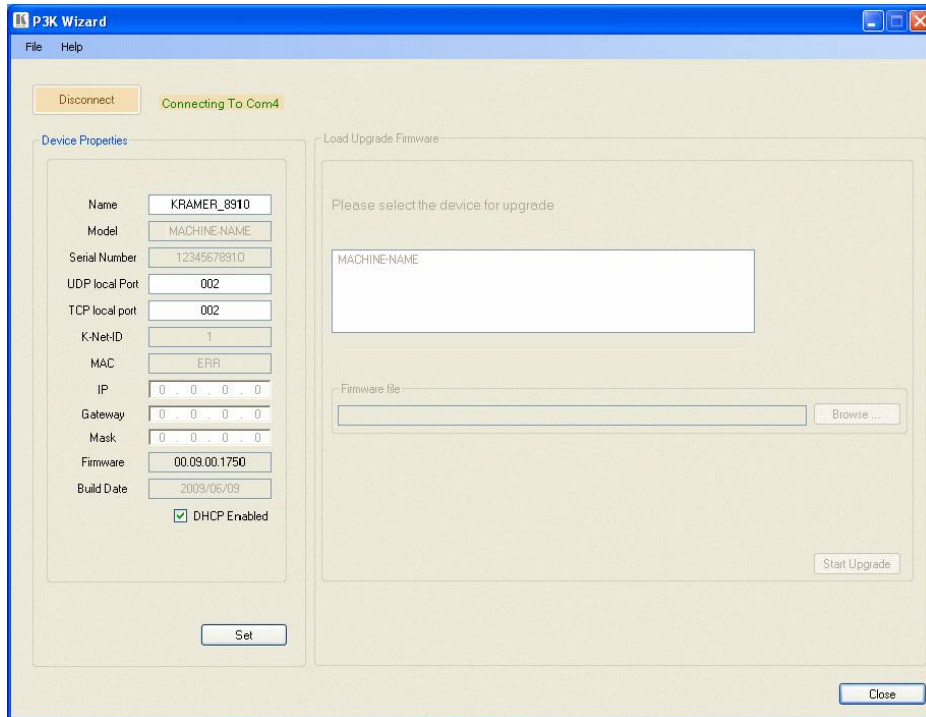 P3K Wizard
File Help
Disconnect
Connecting To Com4
Device Properties
Name KRAMER_8910
Model MACHINE-NAME
Serial Number 12345678910
UDP local Port 002
TCP local port 002
K-Net-ID 1
MAC ERR
IP 0 . 0 . 0 . 0
Gateway 0 . 0 . 0 . 0
Mask 0 . 0 . 0 . 0
Firmware 00.09.00.1750
Build Date 2009/06/09
DHCP Enabled
Set
Load Upgrade Firmware
Please select the device for upgrade
MACHINE-NAME
Firmware file
Browse ...
Start Upgrade
Close